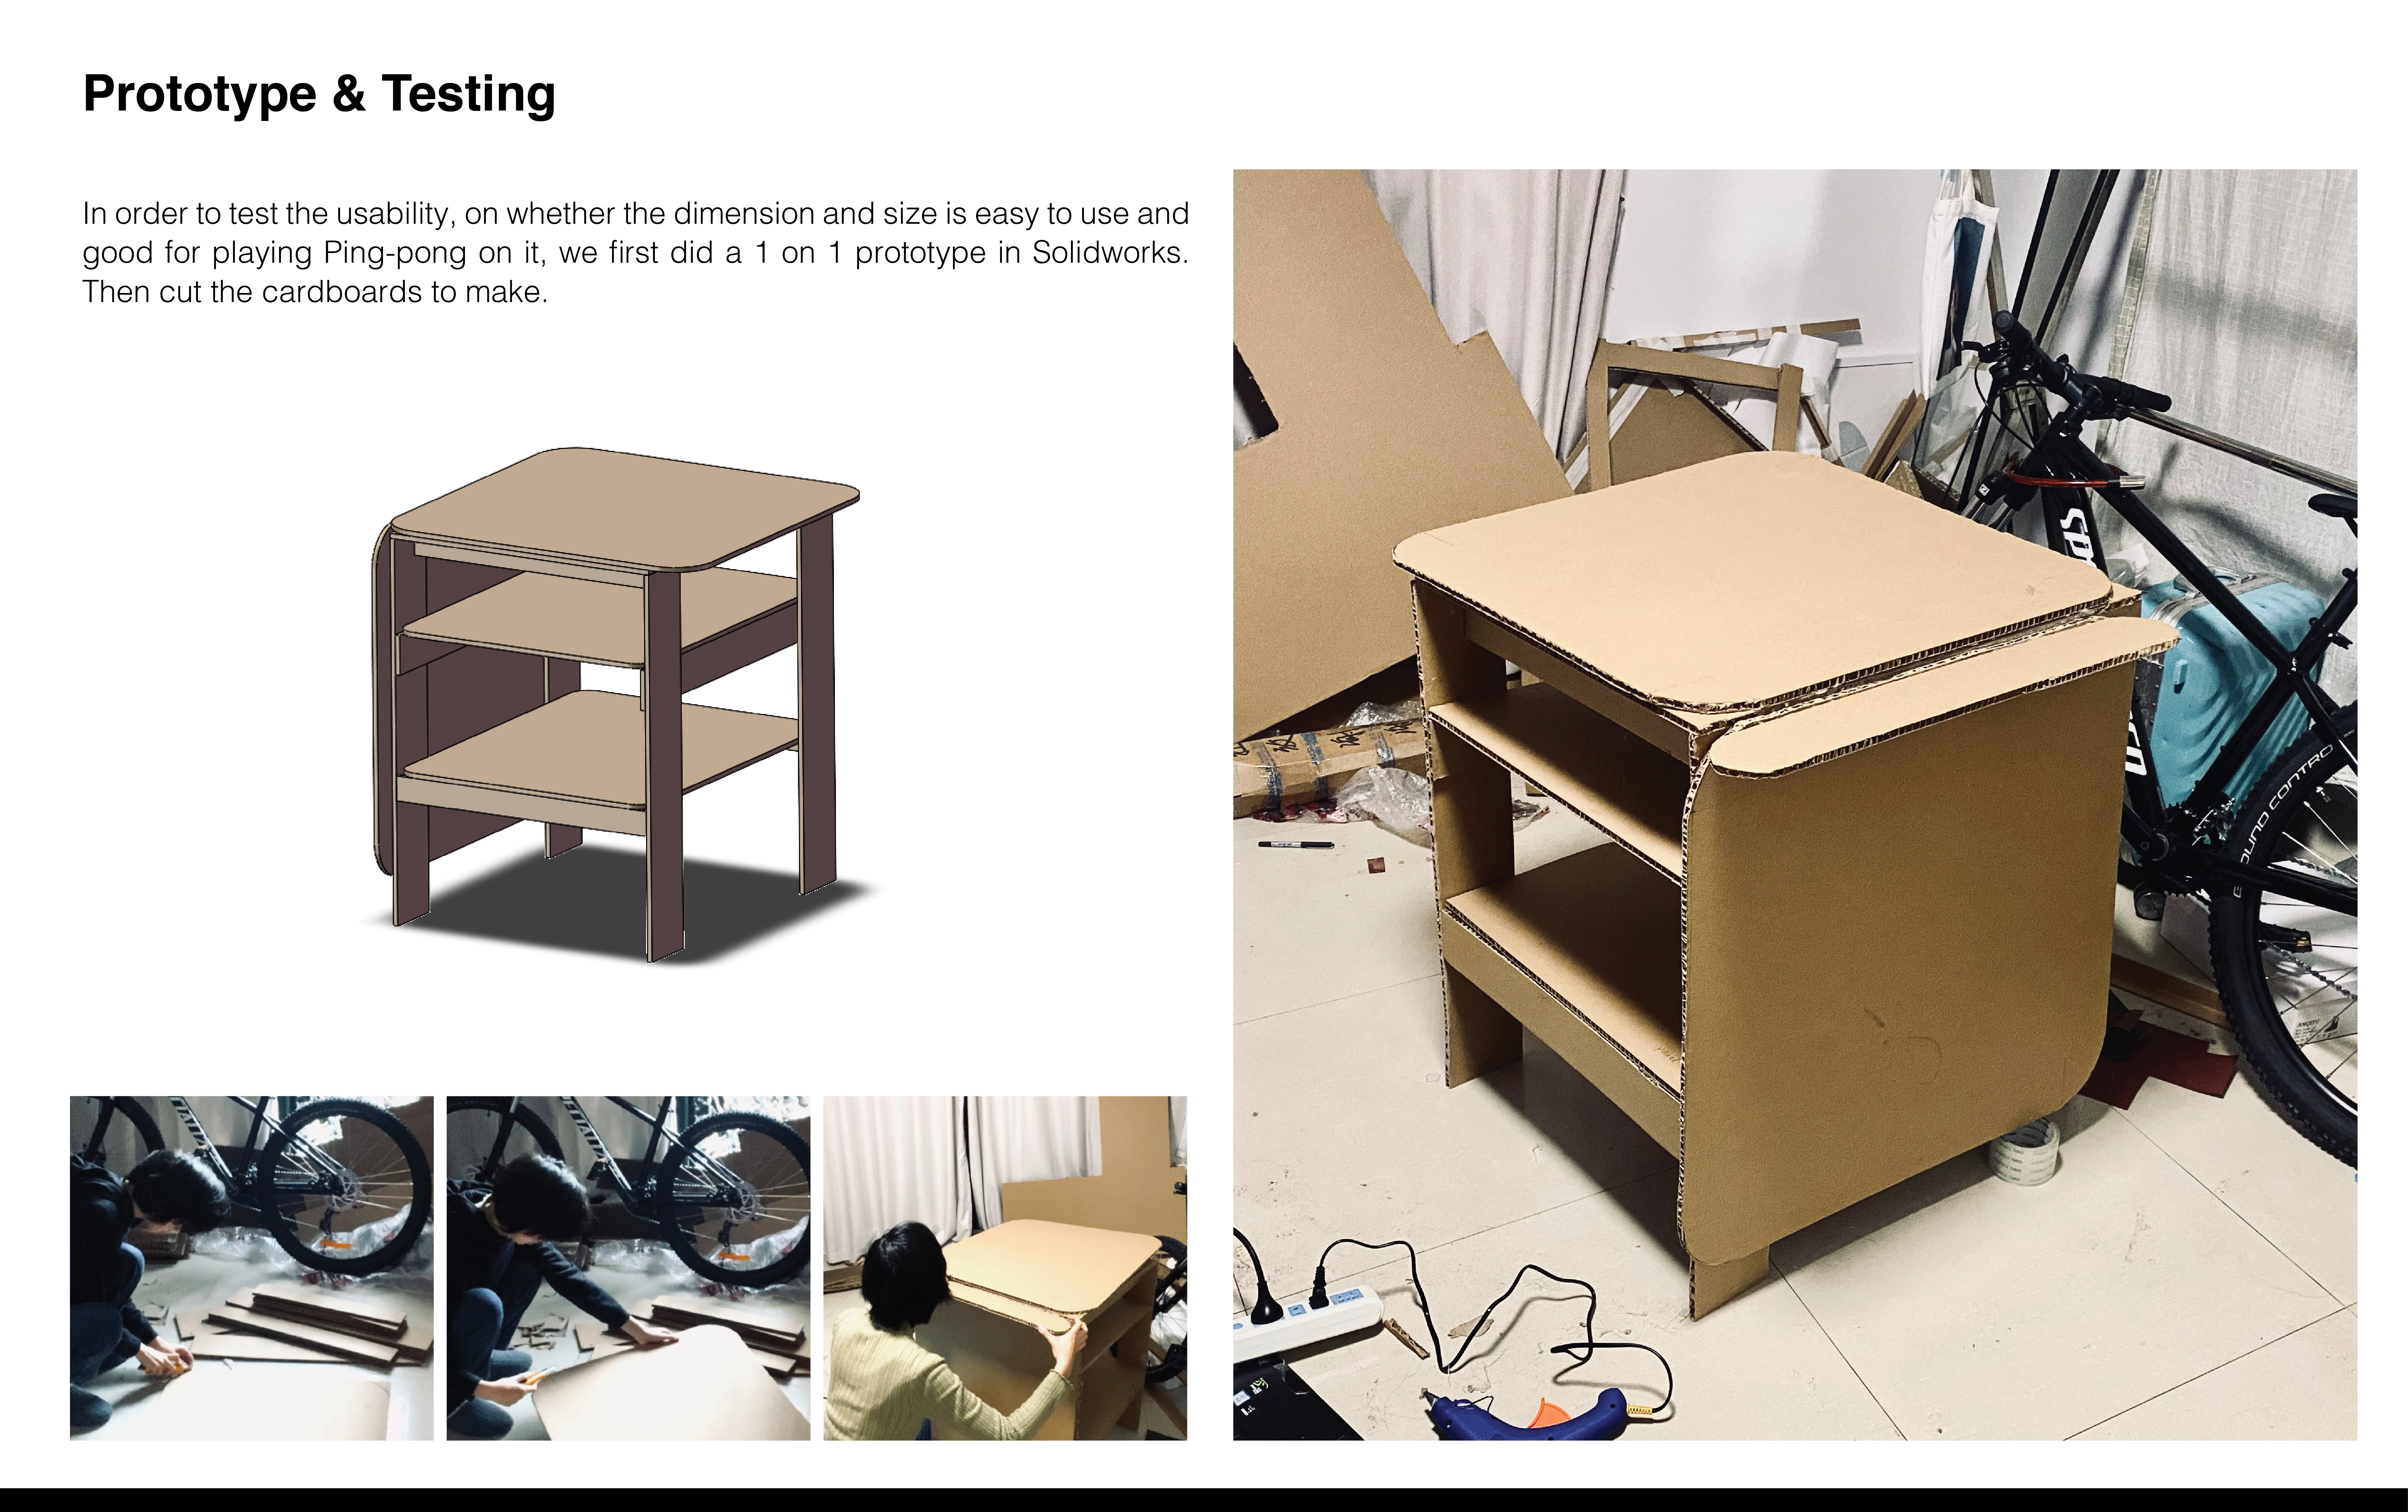 Prototype & Testing
In order to test the usability, on whether the dimension and size is easy to use and
good for playing Ping-pong on it, we first did a 1 on 1 prototype in Solidworks.
Then cut the cardboards to make.